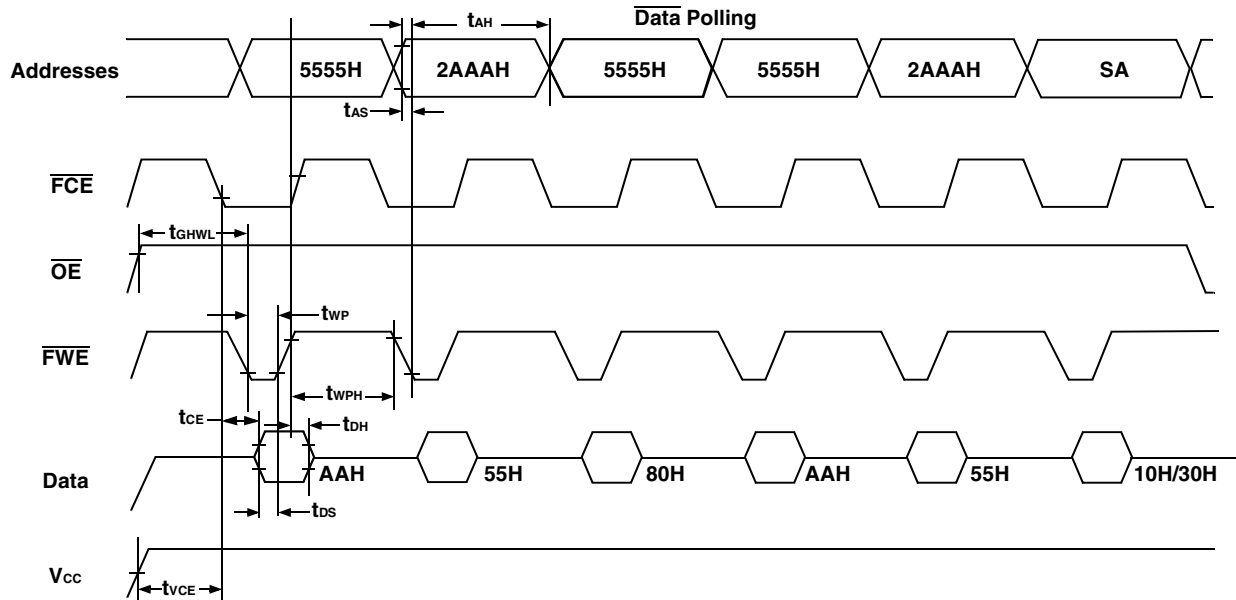 tAH
Data Polling
Addresses
5555H 2AAAH 5555H 5555H 2AAAH SA
tAS
FCE
tGHWL
OE
tWP
FWE
tWPH
tCE
tDH
Data
AAH 55H 80H AAH 55H 10H/30H
tDS
VCC
tVCE